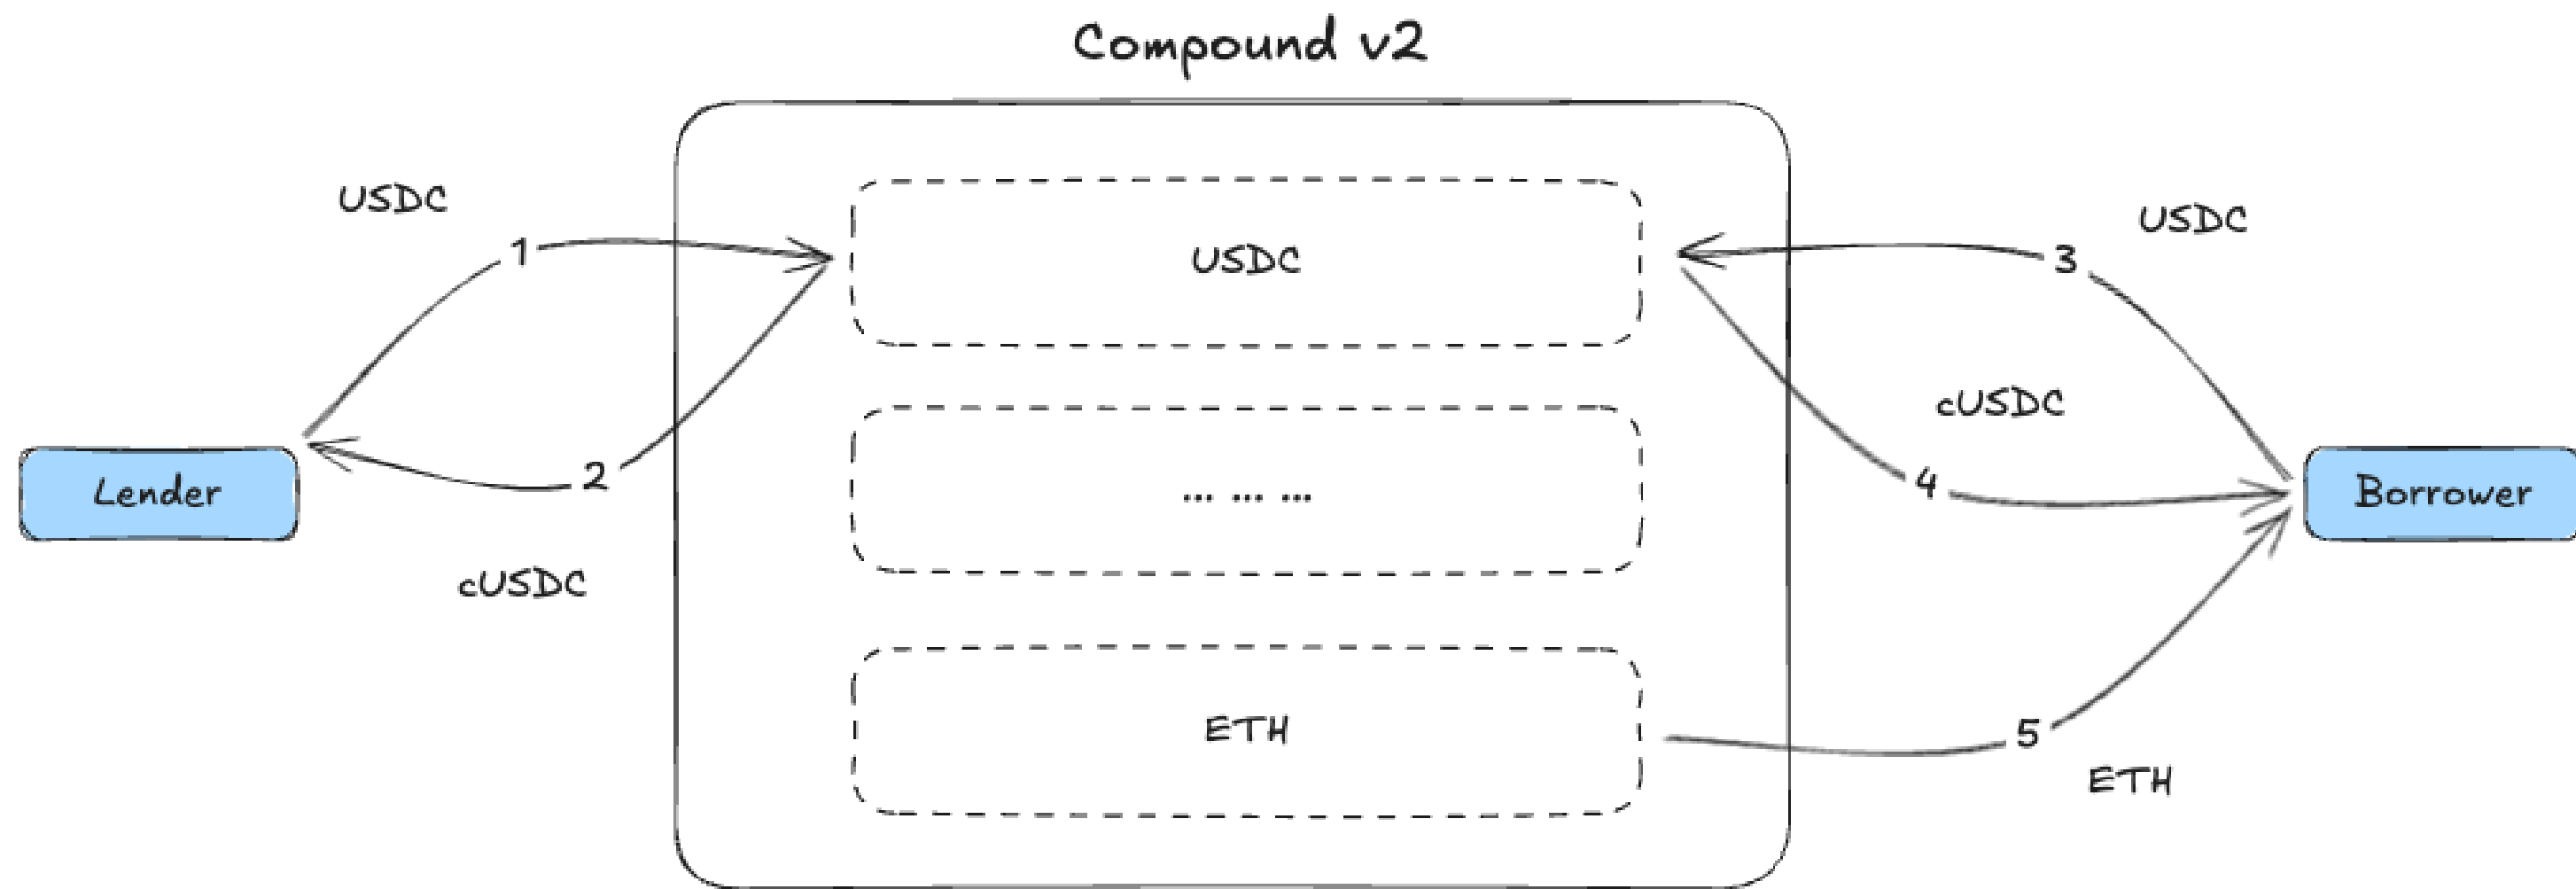 Compound v2
USDC
1
USDC
3
USDC
cUSDC
Lender
2
... ... ...
4
Borrower
cUSDC
ETH
5
ETH